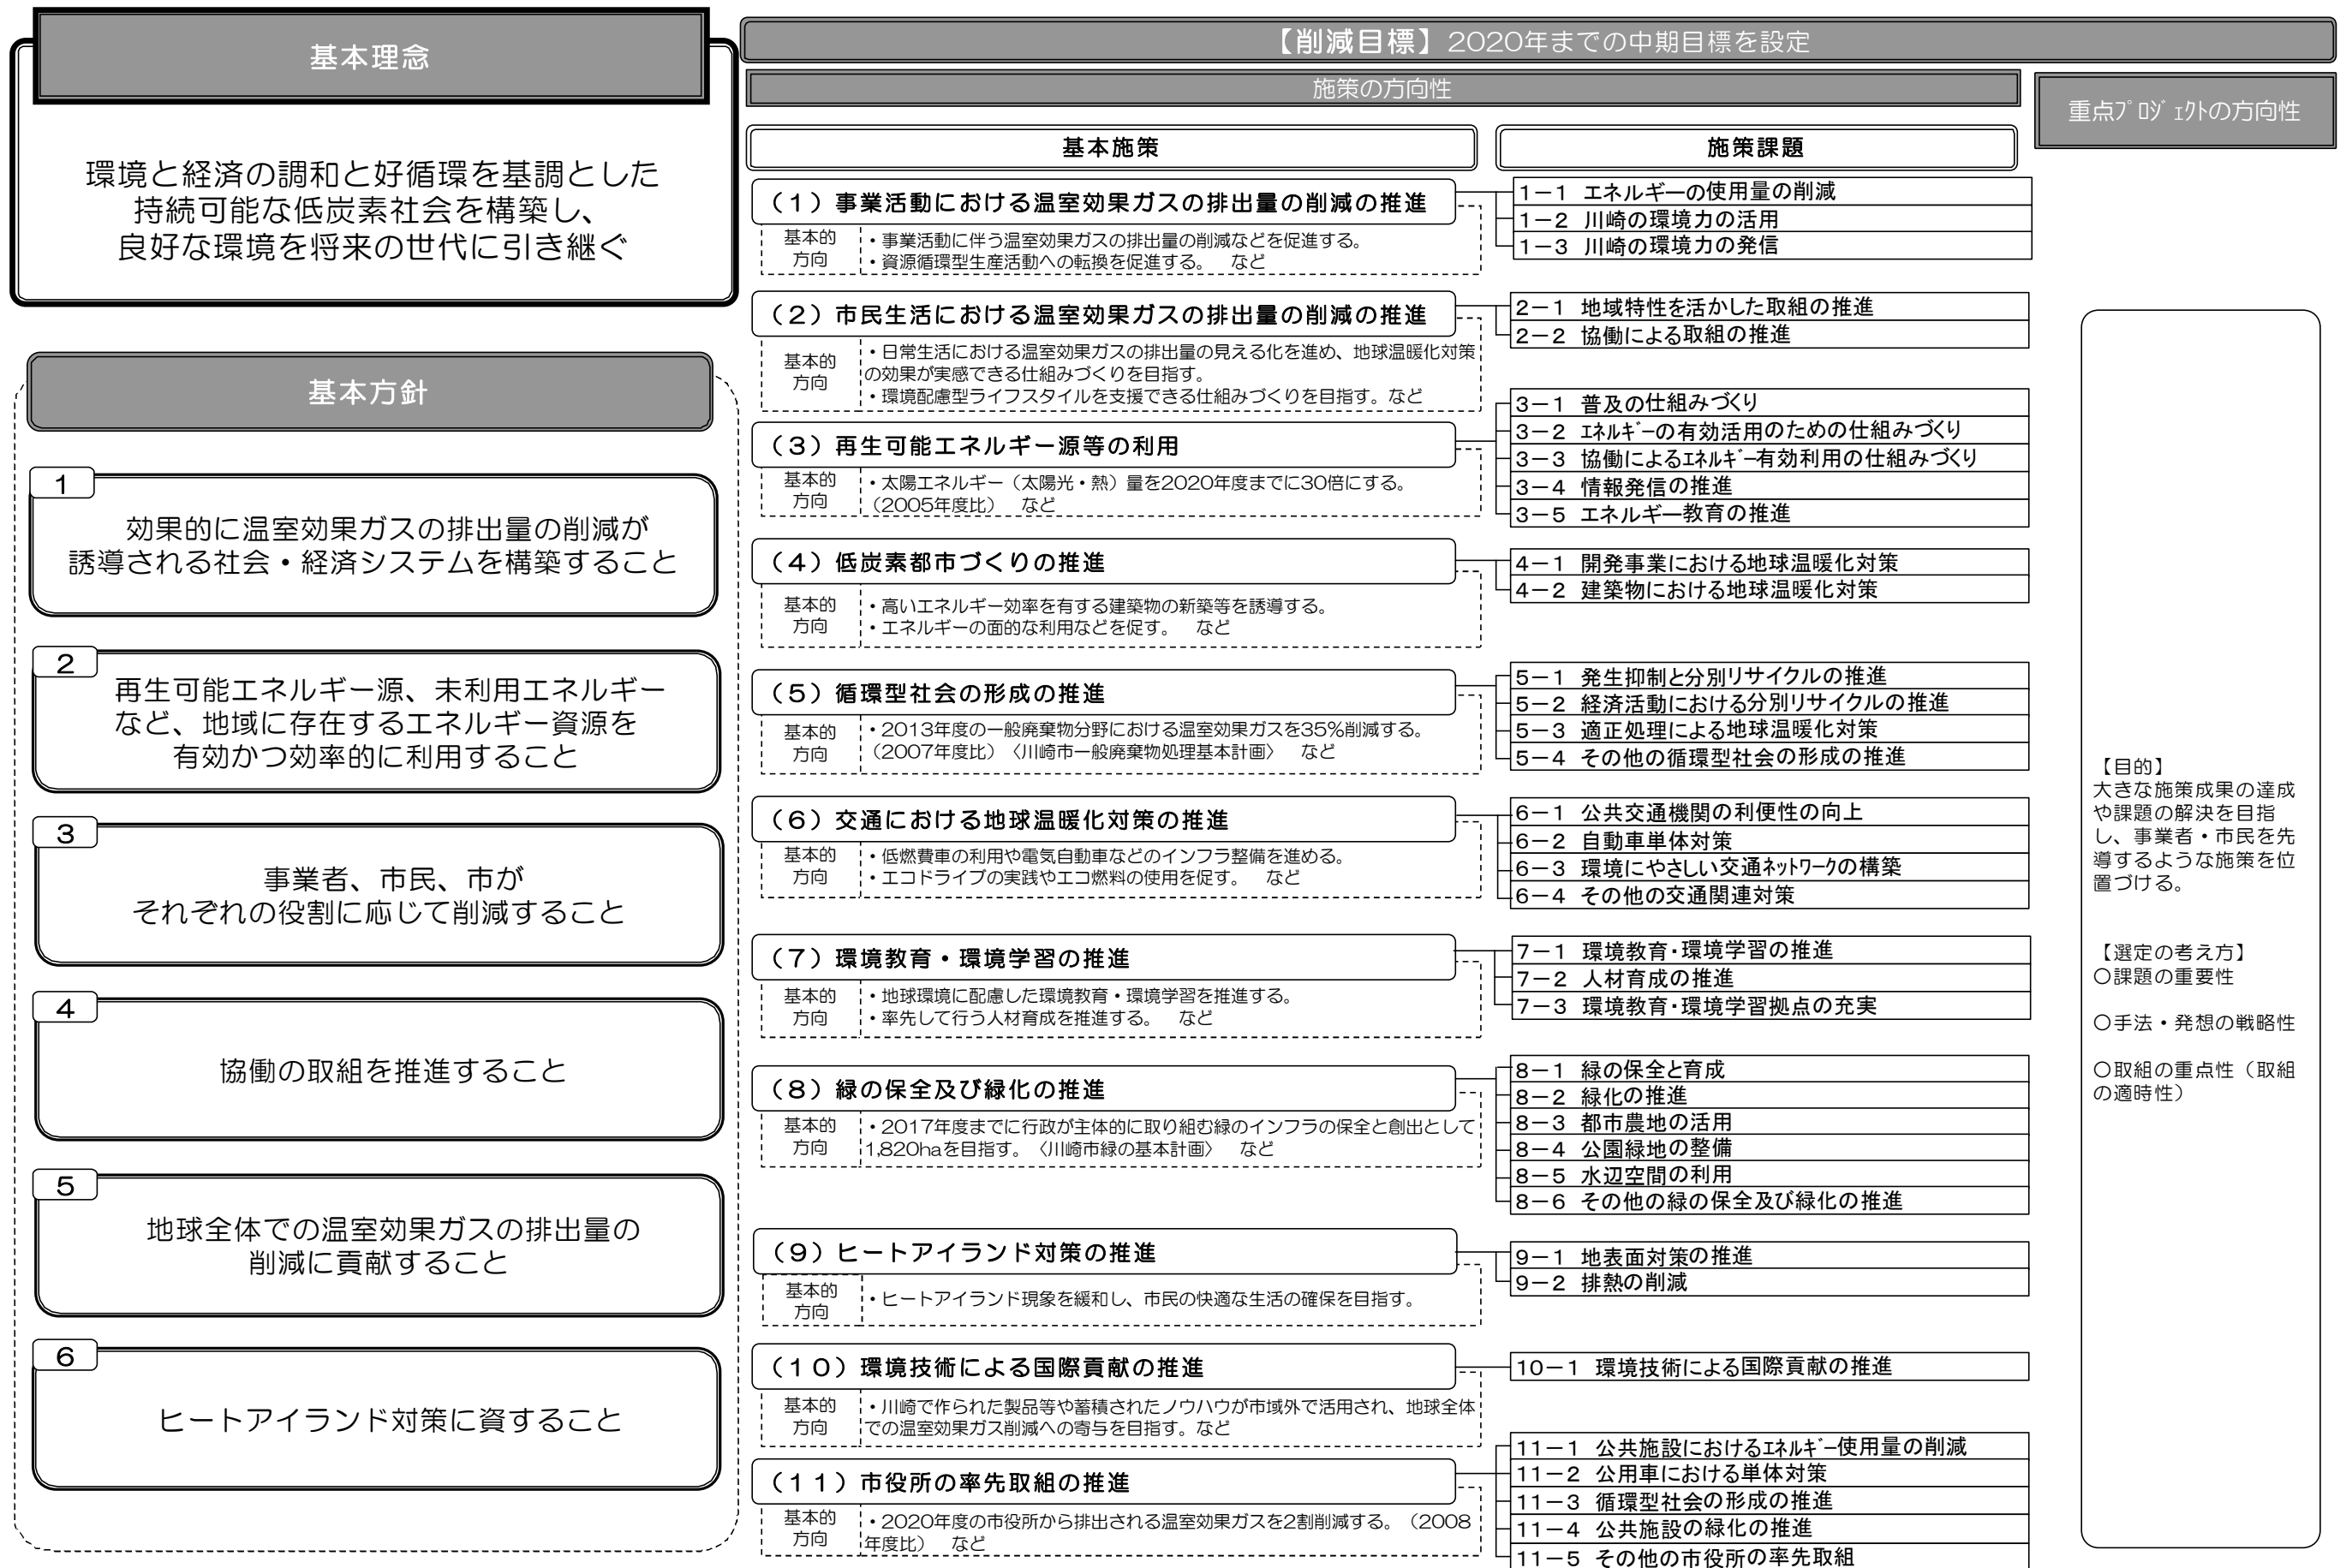 基本理念
環境と経済の調和と好循環を基調とした
持続可能な低炭素社会を構築し、
良好な環境を将来の世代に引き継ぐ
基本方針
1
効果的に温室効果ガスの排出量の削減が
誘導される社会・経済システムを構築すること
2
再生可能エネルギー源、未利用エネルギー
など、地域に存在するエネルギー資源を
有効かつ効率的に利用すること
3
事業者、市民、市が
それぞれの役割に応じて削減すること
4
協働の取組を推進すること
5
地球全体での温室効果ガスの排出量の
削減に貢献すること
6
ヒートアイランド対策に資すること
【削減目標】2020年までの中期目標を設定
施策の方向性
基本施策
施策課題
（１）事業活動における温室効果ガスの排出量の削減の推進
基本的
方向
・事業活動に伴う温室効果ガスの排出量の削減などを促進する。
・資源循環型生産活動への転換を促進する。　など
1－1 エネルギーの使用量の削減
1－2 川崎の環境力の活用
1－3 川崎の環境力の発信
（２）市民生活における温室効果ガスの排出量の削減の推進
基本的
方向
・日常生活における温室効果ガスの排出量の見える化を進め、地球温暖化対策
の効果が実感できる仕組みづくりを目指す。
・環境配慮型ライフスタイルを支援できる仕組みづくりを目指す。など
2－1 地域特性を活かした取組の推進
2－2 協働による取組の推進
（３）再生可能エネルギー源等の利用
基本的
方向
・太陽エネルギー（太陽光・熱）量を2020年度までに30倍にする。
（2005年度比）　など
3－1 普及の仕組みづくり
3－2 ｴﾈﾙｷﾞｰの有効活用のための仕組みづくり
3－3 協働によるｴﾈﾙｷﾞｰ有効利用の仕組みづくり
3－4 情報発信の推進
3－5 エネルギー教育の推進
（４）低炭素都市づくりの推進
基本的
方向
・高いエネルギー効率を有する建築物の新築等を誘導する。
・エネルギーの面的な利用などを促す。　など
4－1 開発事業における地球温暖化対策
4－2 建築物における地球温暖化対策
（５）循環型社会の形成の推進
基本的
方向
・2013年度の一般廃棄物分野における温室効果ガスを35%削減する。
（2007年度比）〈川崎市一般廃棄物処理基本計画〉　など
5－1 発生抑制と分別リサイクルの推進
5－2 経済活動における分別リサイクルの推進
5－3 適正処理による地球温暖化対策
5－4 その他の循環型社会の形成の推進
（６）交通における地球温暖化対策の推進
基本的
方向
・低燃費車の利用や電気自動車などのインフラ整備を進める。
・エコドライブの実践やエコ燃料の使用を促す。　など
6－1 公共交通機関の利便性の向上
6－2 自動車単体対策
6－3 環境にやさしい交通ﾈｯﾄﾜｰｸの構築
6－4 その他の交通関連対策
（７）環境教育・環境学習の推進
基本的
方向
・地球環境に配慮した環境教育・環境学習を推進する。
・率先して行う人材育成を推進する。　など
7－1 環境教育･環境学習の推進
7－2 人材育成の推進
7－3 環境教育･環境学習拠点の充実
（８）緑の保全及び緑化の推進
基本的
方向
・2017年度までに行政が主体的に取り組む緑のインフラの保全と創出として
1,820haを目指す。〈川崎市緑の基本計画〉　など
8－1 緑の保全と育成
8－2 緑化の推進
8－3 都市農地の活用
8－4 公園緑地の整備
8－5 水辺空間の利用
8－6 その他の緑の保全及び緑化の推進
（９）ヒートアイランド対策の推進
基本的
方向
・ヒートアイランド現象を緩和し、市民の快適な生活の確保を目指す。
9－1 地表面対策の推進
9－2 排熱の削減
（１０）環境技術による国際貢献の推進
基本的
方向
・川崎で作られた製品等や蓄積されたノウハウが市域外で活用され、地球全体
での温室効果ガス削減への寄与を目指す。など
10－1 環境技術による国際貢献の推進
（１１）市役所の率先取組の推進
基本的
方向
・2020年度の市役所から排出される温室効果ガスを2割削減する。（2008
年度比）　など
11－1 公共施設におけるｴﾈﾙｷﾞｰ使用量の削減
11－2 公用車における単体対策
11－3 循環型社会の形成の推進
11－4 公共施設の緑化の推進
11－5 その他の市役所の率先取組
重点ﾌﾟﾛｼﾞｪｸﾄの方向性
【目的】
大きな施策成果の達成
や課題の解決を目指
し、事業者・市民を先
導するような施策を位
置づける。
【選定の考え方】
○課題の重要性
○手法・発想の戦略性
○取組の重点性（取組
の適時性）